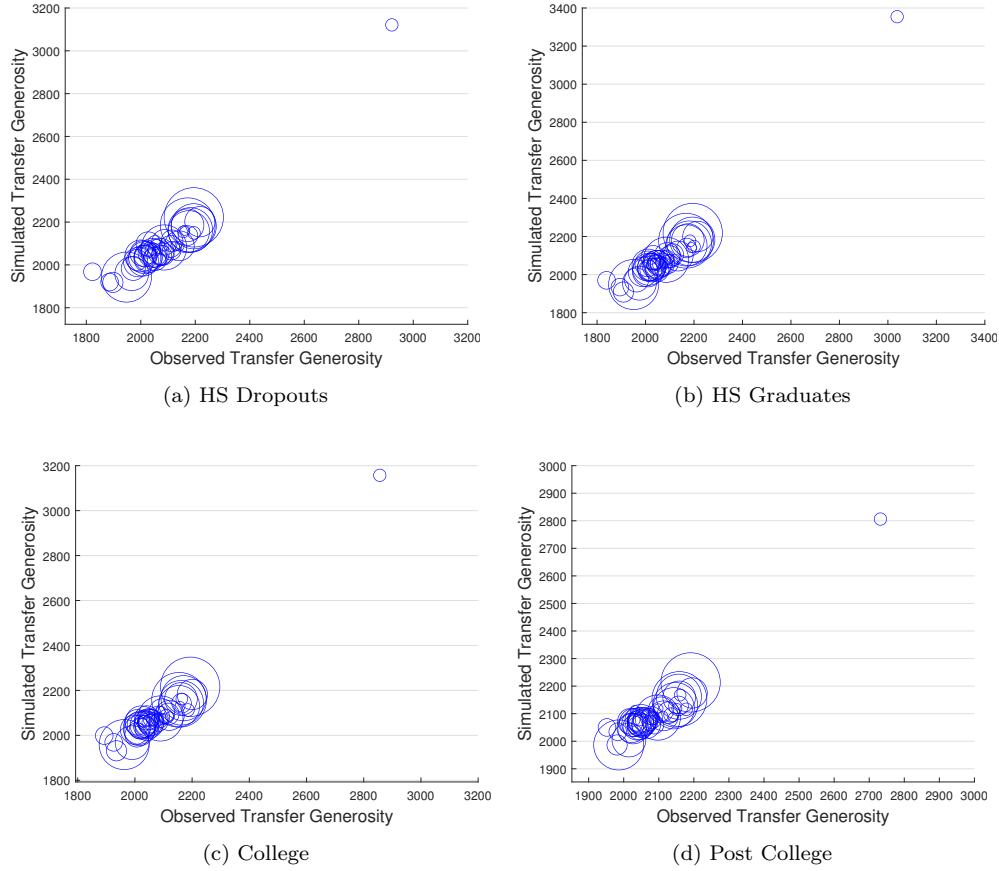 3200
3000
2800
2600
2400
2200
2000
1800
Simulated Transfer Generosity
1800 2000 2200 2400 2600 2800 3000 3200
Observed Transfer Generosity
(a) HS Dropouts
3400
3200
3000
2800
2600
2400
2200
2000
1800
Simulated Transfer Generosity
1800 2000 2200 2400 2600 2800 3000 3200 3400
Observed Transfer Generosity
(b) HS Graduates
3200
3000
2800
2600
2400
2200
2000
1800
Simulated Transfer Generosity
1800 2000 2200 2400 2600 2800 3000 3200
Observed Transfer Generosity
(c) College
3000
2900
2800
2700
2600
2500
2400
2300
2200
2100
2000
1900
Simulated Transfer Generosity
1900 2000 2100 2200 2300 2400 2500 2600 2700 2800 2900 3000
Observed Transfer Generosity
(d) Post College